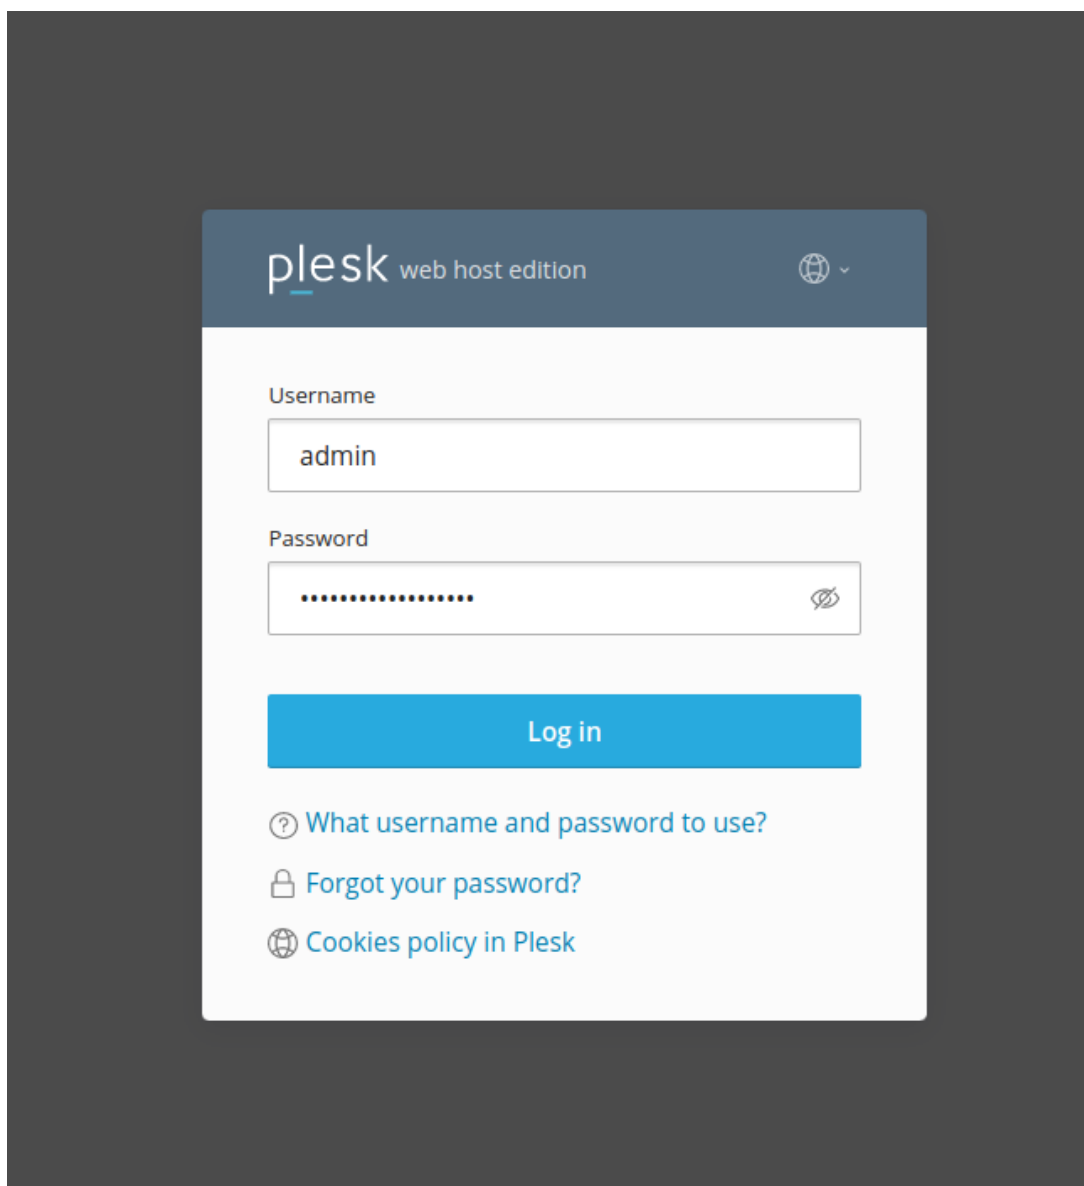 plesk web host edition
Username
admin
Password
••••••••••••••••••
Log in
What username and password to use?
Forgot your password?
Cookies policy in Plesk